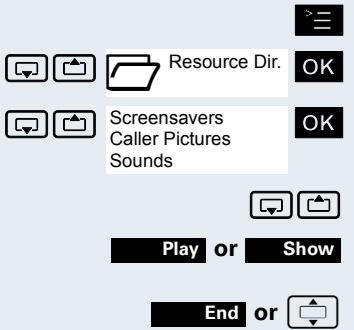 Resource Dir. OK
Screensavers OK
Caller Pictures
Sounds
Play or Show
End or